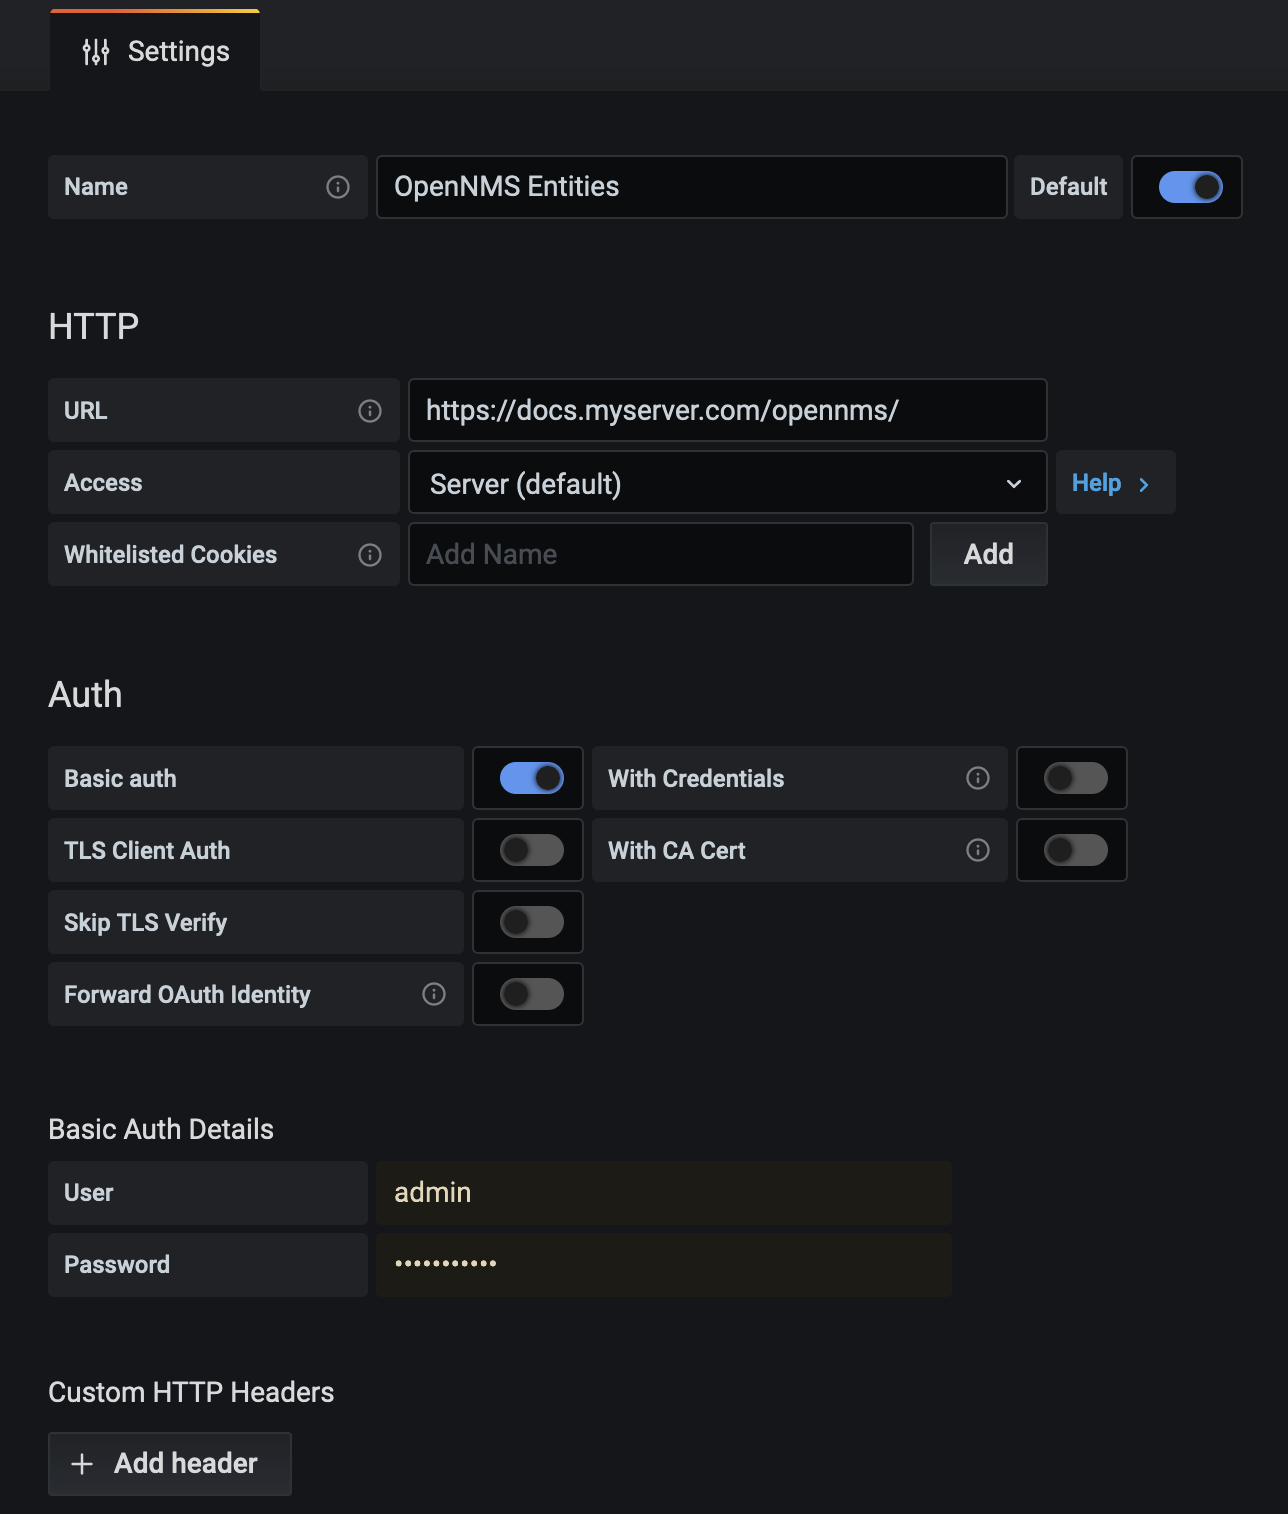 Settings
Name OpenNMS Entities Default
HTTP
URL https://docs.myserver.com/opennms/
Access Server (default) Help
Whitelisted Cookies Add Name Add
Auth
Basic auth With Credentials
TLS Client Auth With CA Cert
Skip TLS Verify
Forward OAuth Identity
Basic Auth Details
User admin
Password •••••••••••
Custom HTTP Headers
+ Add header